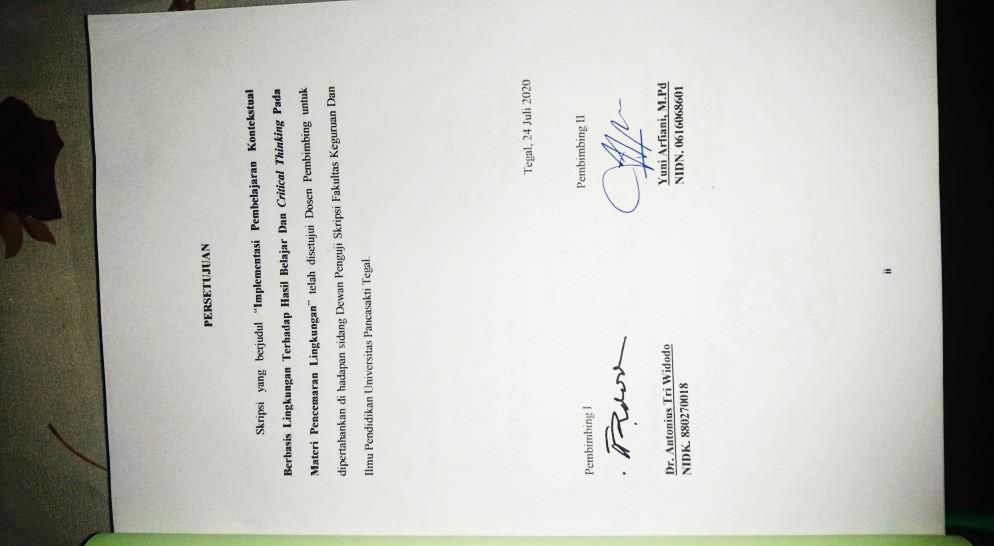 PERSETUJUAN
Skripsi yang berjudul "Implementasi Pembelajaran Kontekstual
Berbasis Lingkungan Terhadap Hasil Belajar Dan Critical Thinking Pada
Materi Pencemaran Lingkungan" telah disetujui Dosen Pembimbing untuk
dipertahankan di hadapan sidang Dewan Penguji Skripsi Fakultas Keguruan Dan
Ilmu Pendidikan Universitas Pancasakti Tegal.
Tegal, 24 Juli 2020
Pembimbing I
Pembimbing II
Dr. Antonius Tri Widodo
NIDK. 880270018
Yuni Arfiani, M.Pd
NIDN. 0616068601
ii